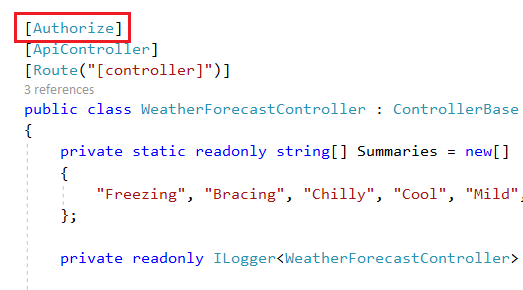 [Authorize]
[ApiController]
[Route("[controller]")]
3 references
public class WeatherForecastController : ControllerBase
{
private static readonly string[] Summaries = new[]
{
"Freezing", "Bracing", "Chilly", "Cool", "Mild",
};
private readonly ILogger<WeatherForecastController>